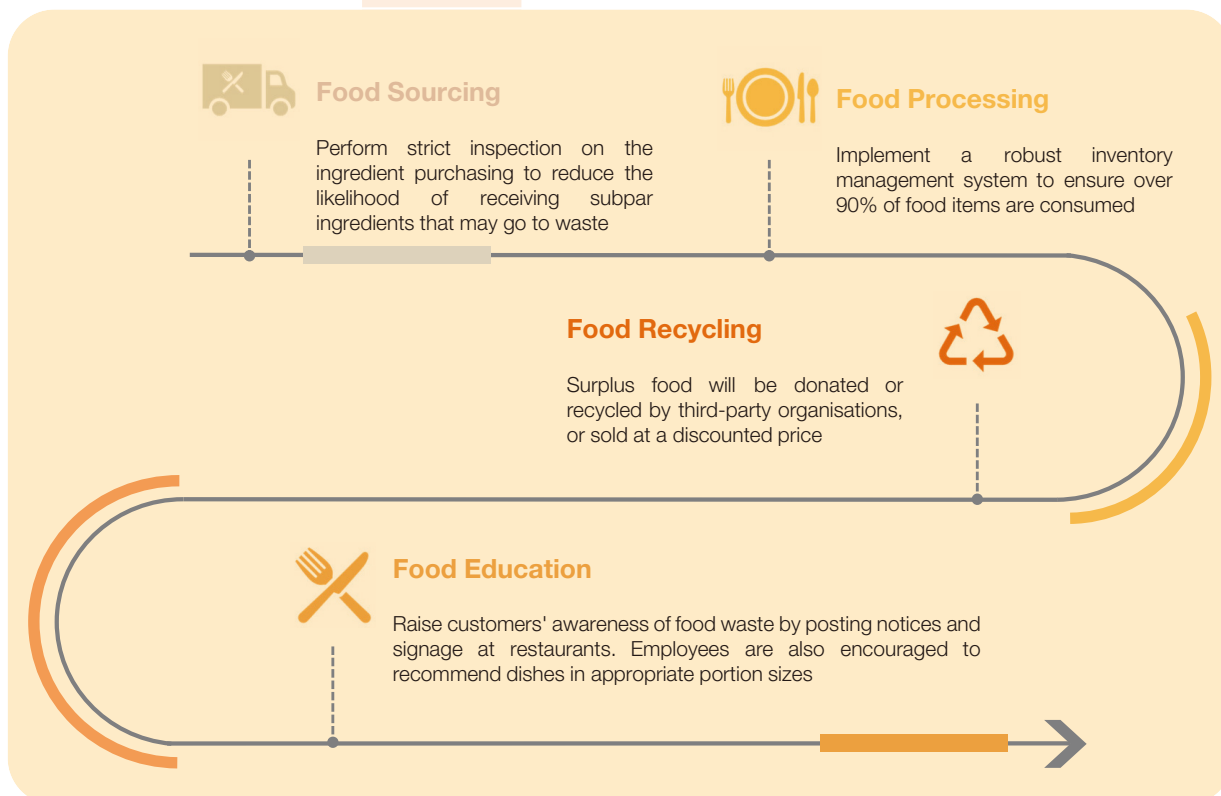 Food Sourcing
Perform strict inspection on the
ingredient purchasing to reduce the
likelihood of receiving subpar
ingredients that may go to waste
Food Processing
Implement a robust inventory
management system to ensure over
90% of food items are consumed
Food Recycling
Surplus food will be donated or
recycled by third-party organisations,
or sold at a discounted price
Food Education
Raise customers' awareness of food waste by posting notices and
signage at restaurants. Employees are also encouraged to
recommend dishes in appropriate portion sizes